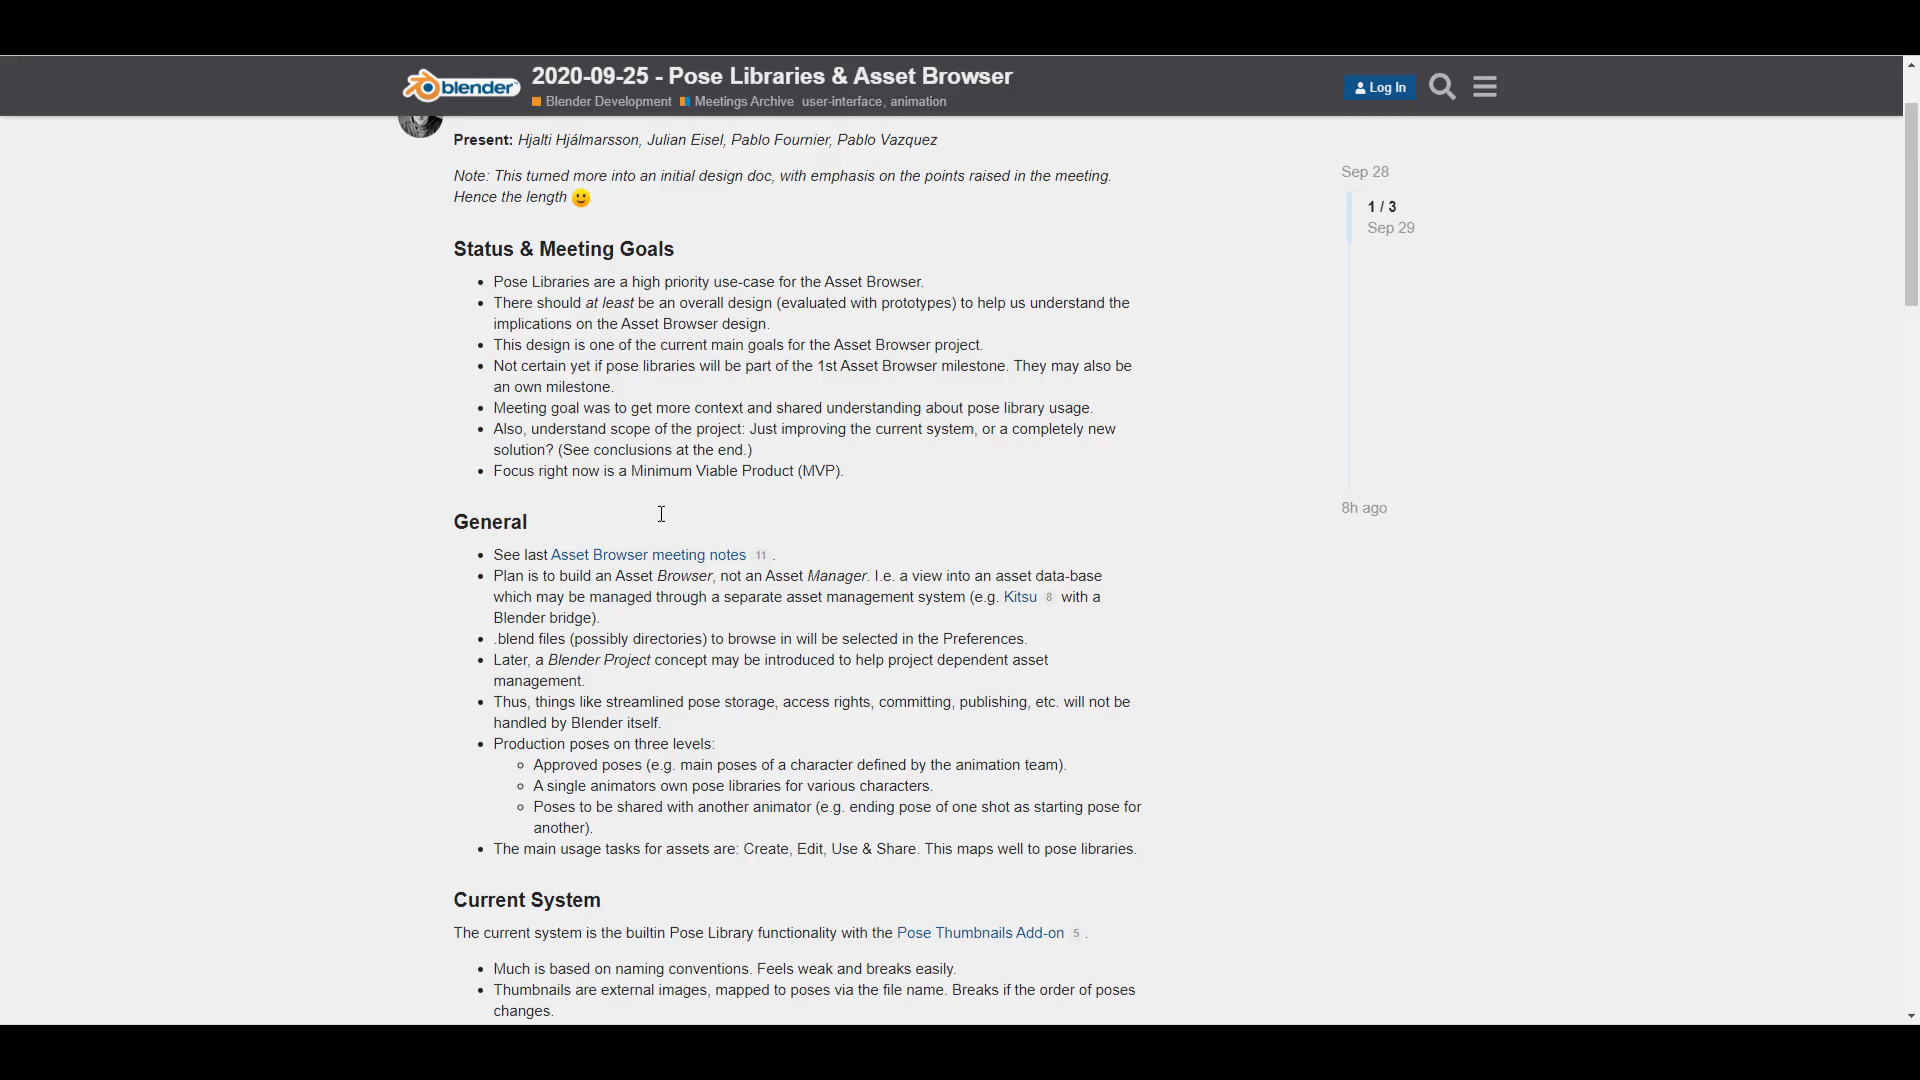 blender
2020-09-25 - Pose Libraries & Asset Browser
Blender Development Meetings Archive user-interface, animation
Log In
Present: Hjalti Hjálmarsson, Julian Eisel, Pablo Fournier, Pablo Vazquez
Note: This turned more into an initial design doc, with emphasis on the points raised in the meeting.
Hence the length
Sep 28
1 / 3
Sep 29
8h ago
Status & Meeting Goals
Pose Libraries are a high priority use-case for the Asset Browser.
There should at least be an overall design (evaluated with prototypes) to help us understand the
implications on the Asset Browser design.
This design is one of the current main goals for the Asset Browser project.
Not certain yet if pose libraries will be part of the 1st Asset Browser milestone. They may also be
an own milestone.
Meeting goal was to get more context and shared understanding about pose library usage.
Also, understand scope of the project: Just improving the current system, or a completely new
solution? (See conclusions at the end.)
Focus right now is a Minimum Viable Product (MVP).
General
See last Asset Browser meeting notes 11 .
Plan is to build an Asset Browser, not an Asset Manager. I.e. a view into an asset data-base
which may be managed through a separate asset management system (e.g. Kitsu 8 with a
Blender bridge).
.blend files (possibly directories) to browse in will be selected in the Preferences.
Later, a Blender Project concept may be introduced to help project dependent asset
management.
Thus, things like streamlined pose storage, access rights, committing, publishing, etc. will not be
handled by Blender itself.
Production poses on three levels:
Approved poses (e.g. main poses of a character defined by the animation team).
A single animators own pose libraries for various characters.
Poses to be shared with another animator (e.g. ending pose of one shot as starting pose for
another).
The main usage tasks for assets are: Create, Edit, Use & Share. This maps well to pose libraries.
Current System
The current system is the builtin Pose Library functionality with the Pose Thumbnails Add-on 5 .
Much is based on naming conventions. Feels weak and breaks easily.
Thumbnails are external images, mapped to poses via the file name. Breaks if the order of poses
changes.